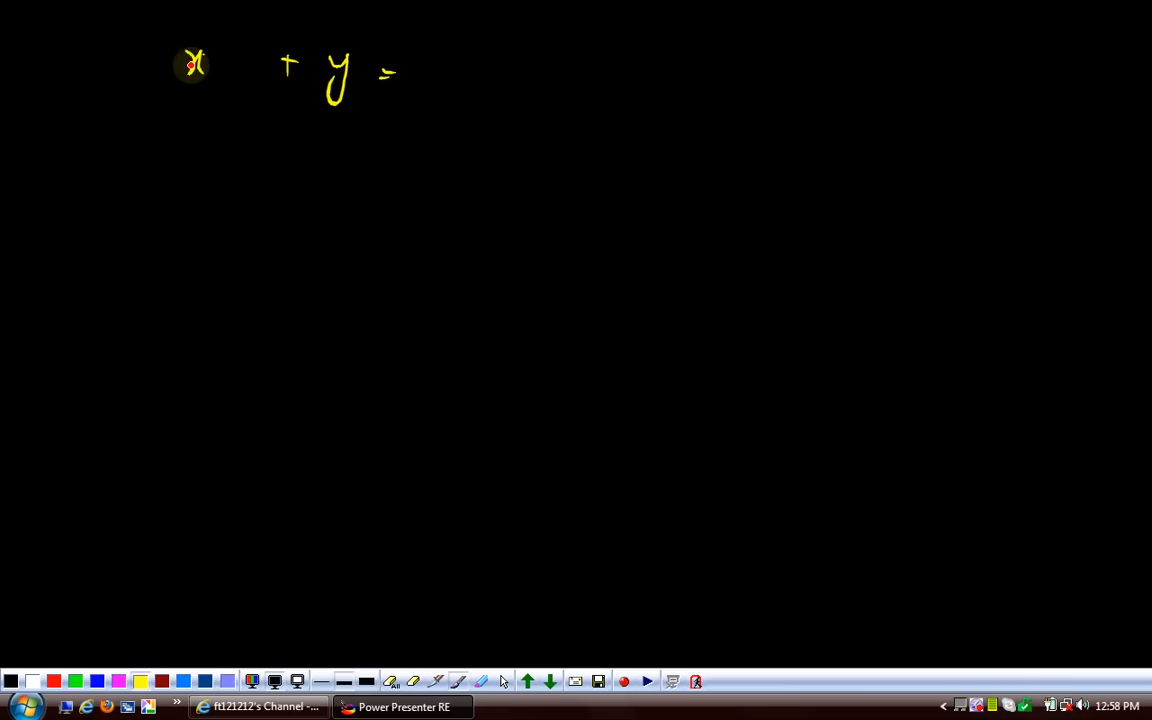 x + y =
ft121212's Channel -...
Power Presenter RE
12:58 PM